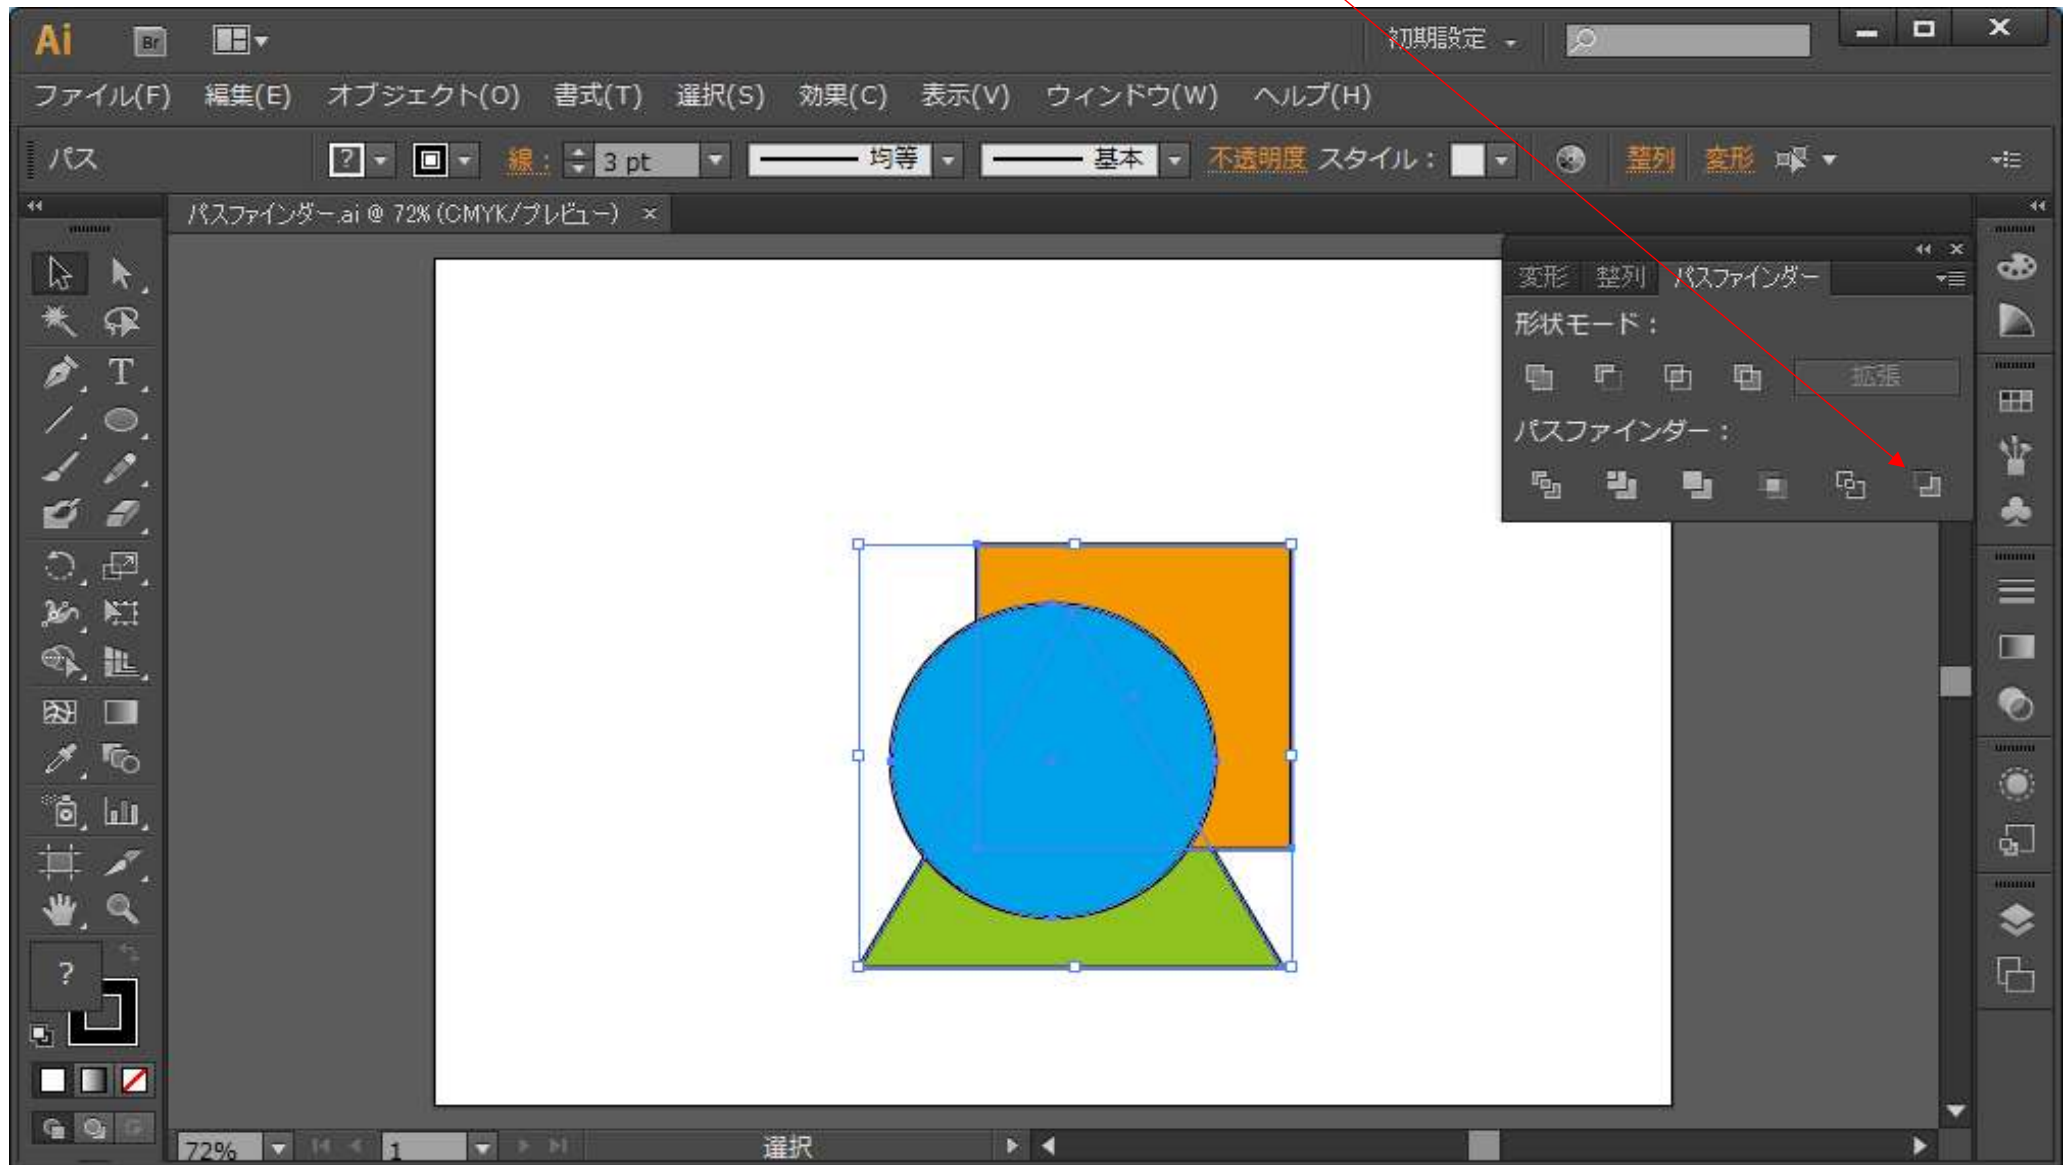 Ai Br 初期設定
ファイル(F) 編集(E) オブジェクト(O) 書式(T) 選択(S) 効果(C) 表示(V) ウィンドウ(W) ヘルプ(H)
パス ? 線： 3 pt 均等 基本 不透明度 スタイル： 整列 変形
パスファインダー.ai @ 72% (CMYK/プレビュー) ×
変形 整列 パスファインダー
形状モード：
拡張
パスファインダー：
T
?
72% 1 選択